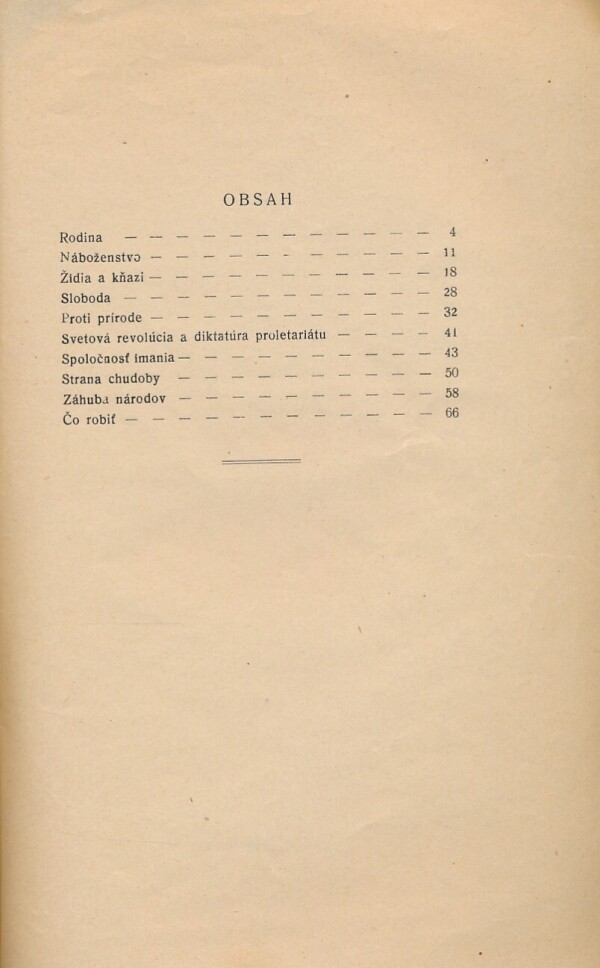 OBSAH
Rodina — — — — — — — — — — — — 4
Náboženstvo — — — — — - — — — — — 11
Židia a kňazi — — — — — — — — — — — 18
Sloboda — — — — — — — — — — — — 28
Proti prírode — — — — — — — — — — — 32
Svetová revolúcia a diktatúra proletariátu — — — — 41
Spoločnosť imania — — — — — — — — — — 43
Strana chudoby — — — — — — — — — — 50
Záhuba národov — — — — — — — — — — 58
Čo robiť — — — — — — — — — — — — 66